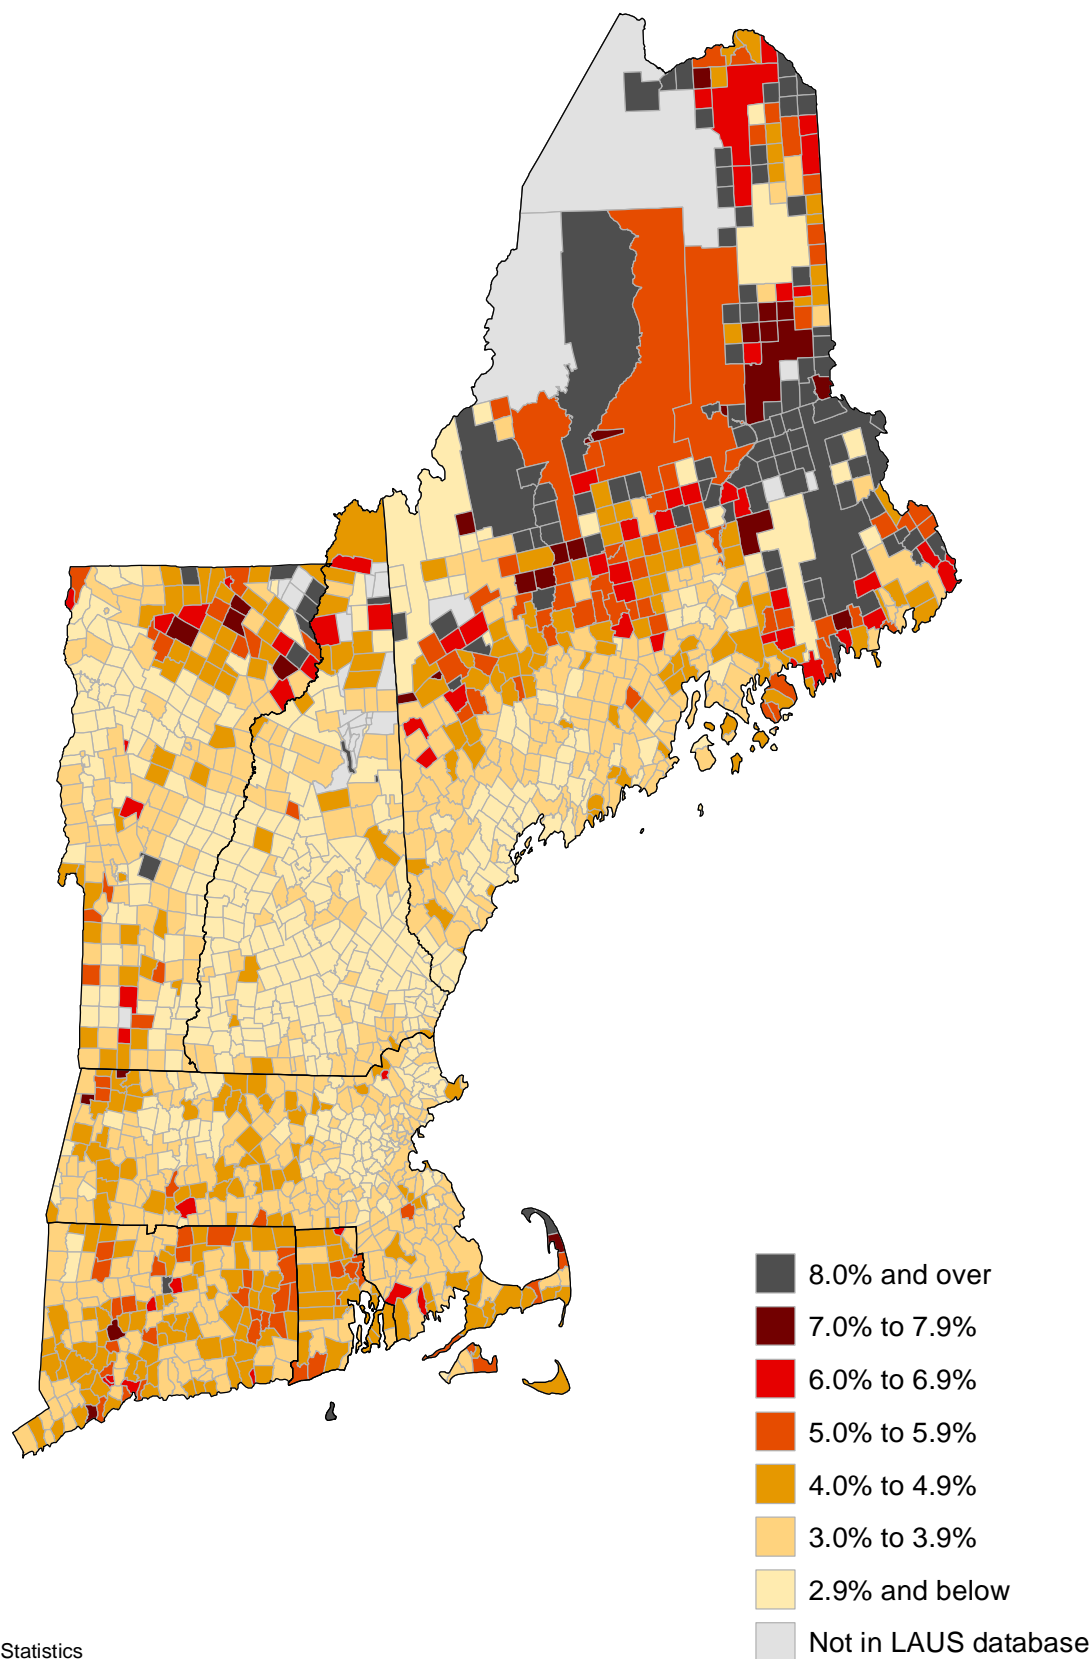 8.0% and over
7.0% to 7.9%
6.0% to 6.9%
5.0% to 5.9%
4.0% to 4.9%
3.0% to 3.9%
2.9% and below
Not in LAUS database
Statistics